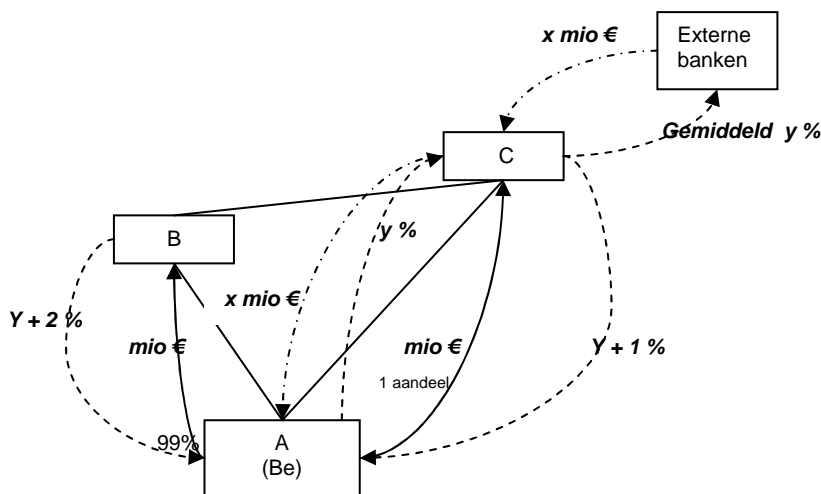 x mio €
Externe
banken
Gemiddeld y %
C
B
y %
x mio €
Y + 2 %
mio €
mio €
Y + 1 %
1 aandeel
99%
A
(Be)